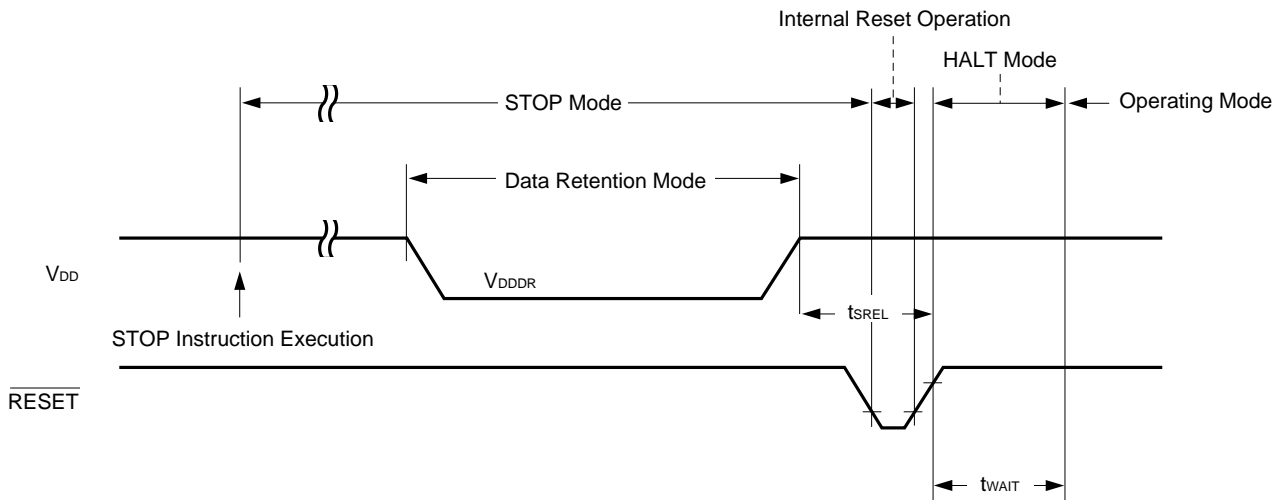 Internal Reset Operation
HALT Mode
STOP Mode
Operating Mode
Data Retention Mode
VDD
VDDDR
tSREL
STOP Instruction Execution
RESET
tWAIT